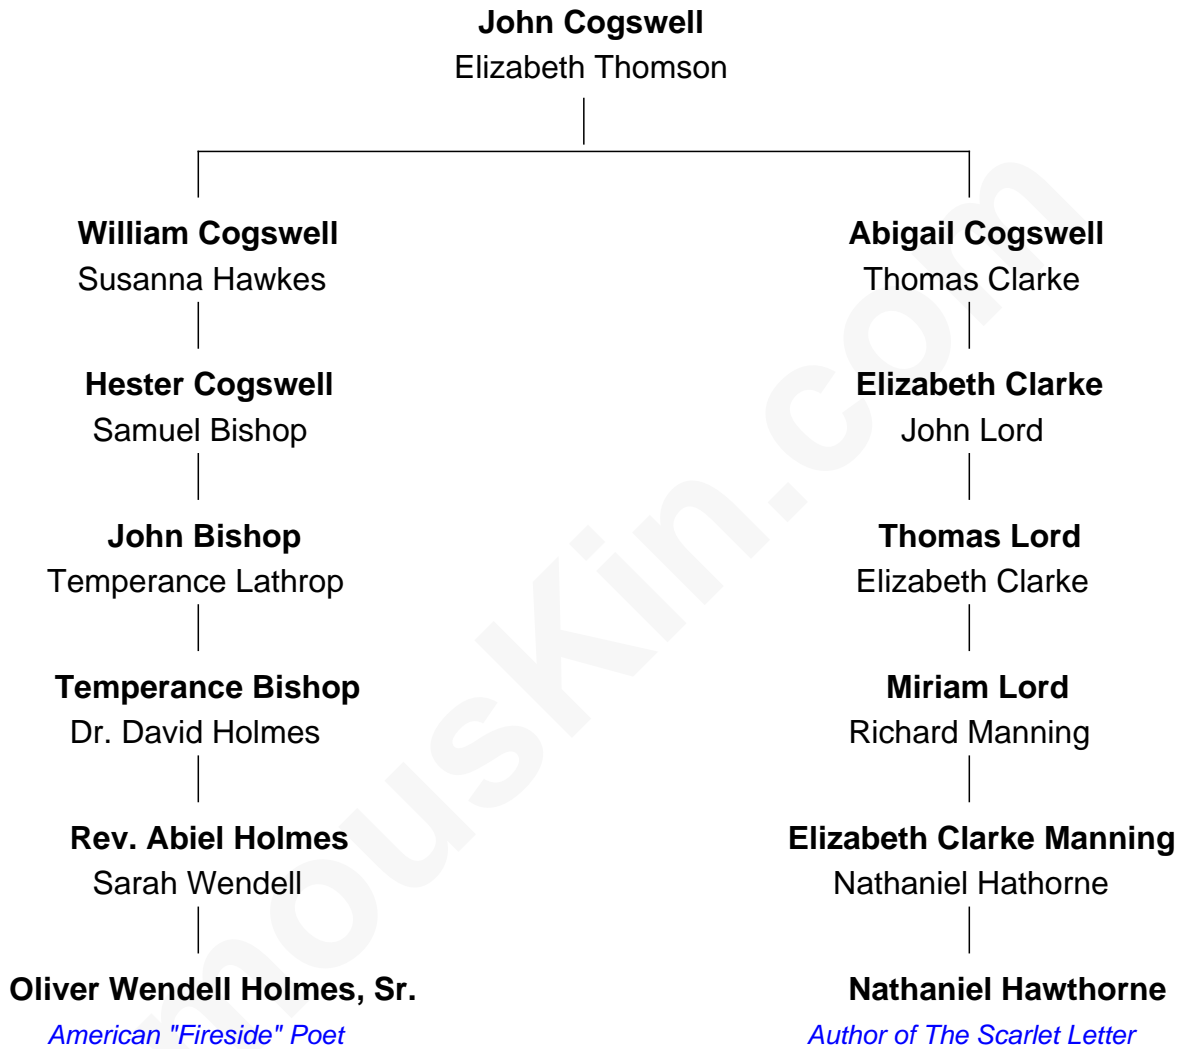 John Cogswell
Elizabeth Thomson
William Cogswell
Susanna Hawkes
Abigail Cogswell
Thomas Clarke
Hester Cogswell
Samuel Bishop
Elizabeth Clarke
John Lord
John Bishop
Temperance Lathrop
Thomas Lord
Elizabeth Clarke
Temperance Bishop
Dr. David Holmes
Miriam Lord
Richard Manning
Rev. Abiel Holmes
Sarah Wendell
Elizabeth Clarke Manning
Nathaniel Hathorne
Oliver Wendell Holmes, Sr.
American "Fireside" Poet
Nathaniel Hawthorne
Author of The Scarlet Letter
mousKin.com